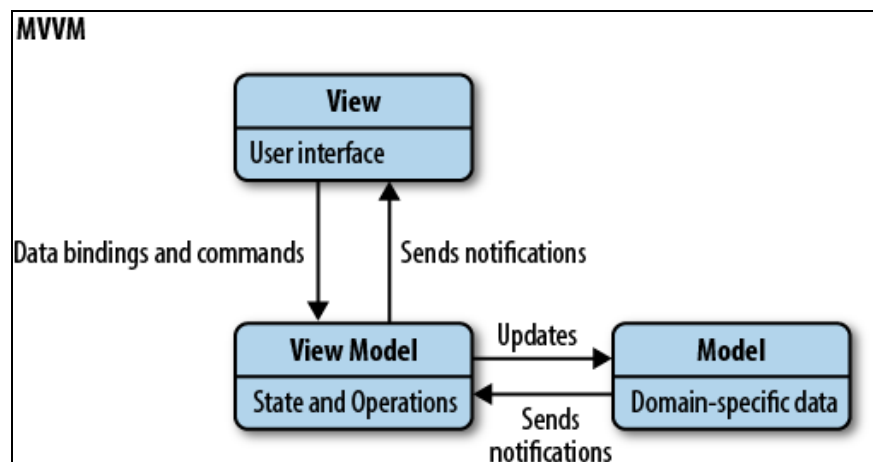 MVVM
View
User interface
Data bindings and commands
Sends notifications
View Model
State and Operations
Updates
Sends
notifications
Model
Domain-specific data